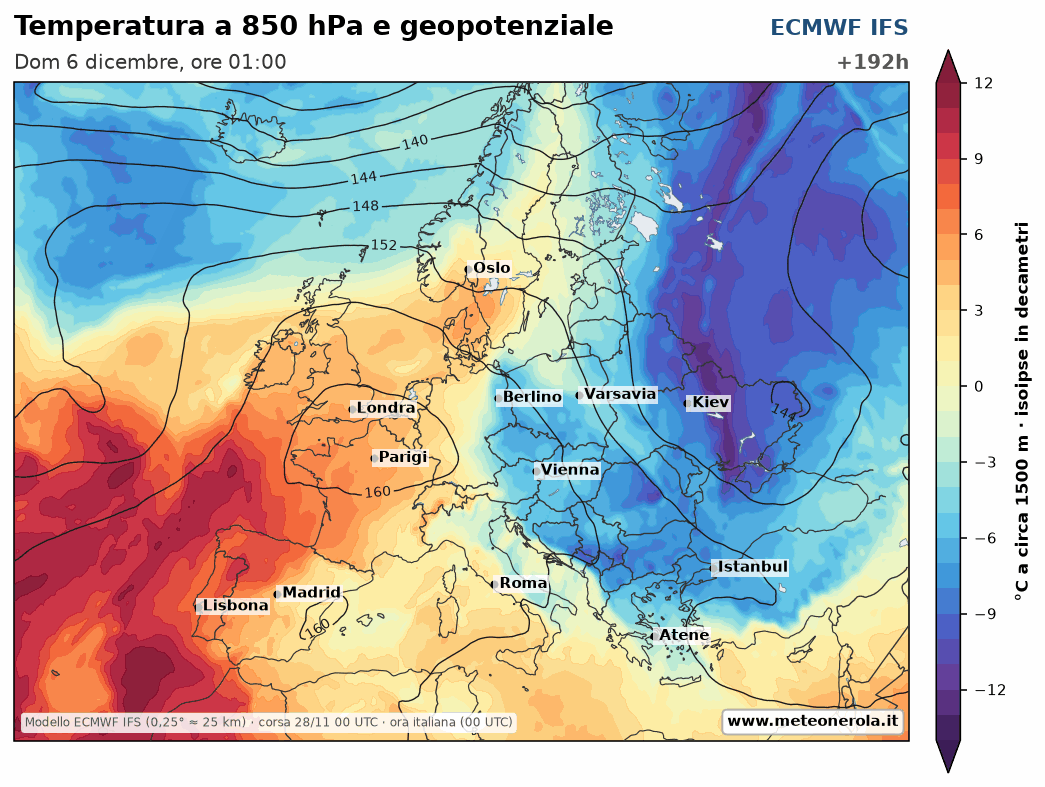 Temperatura a 850 hPa e geopotenziale
ECMWF IFS
Dom 6 dicembre, ore 01:00
+192h
140
144
148
152
Oslo
Berlino
Varsavia
Kiev
144
Londra
Parigi
Vienna
160
Istanbul
Roma
Madrid
Lisbona
160
Atene
Modello ECMWF IFS (0,25° ≈ 25 km) · corsa 28/11 00 UTC · ora italiana (00 UTC)
www.meteonerola.it
12
9
6
3
0
−3
−6
−9
−12
°C a circa 1500 m · isoipse in decametri